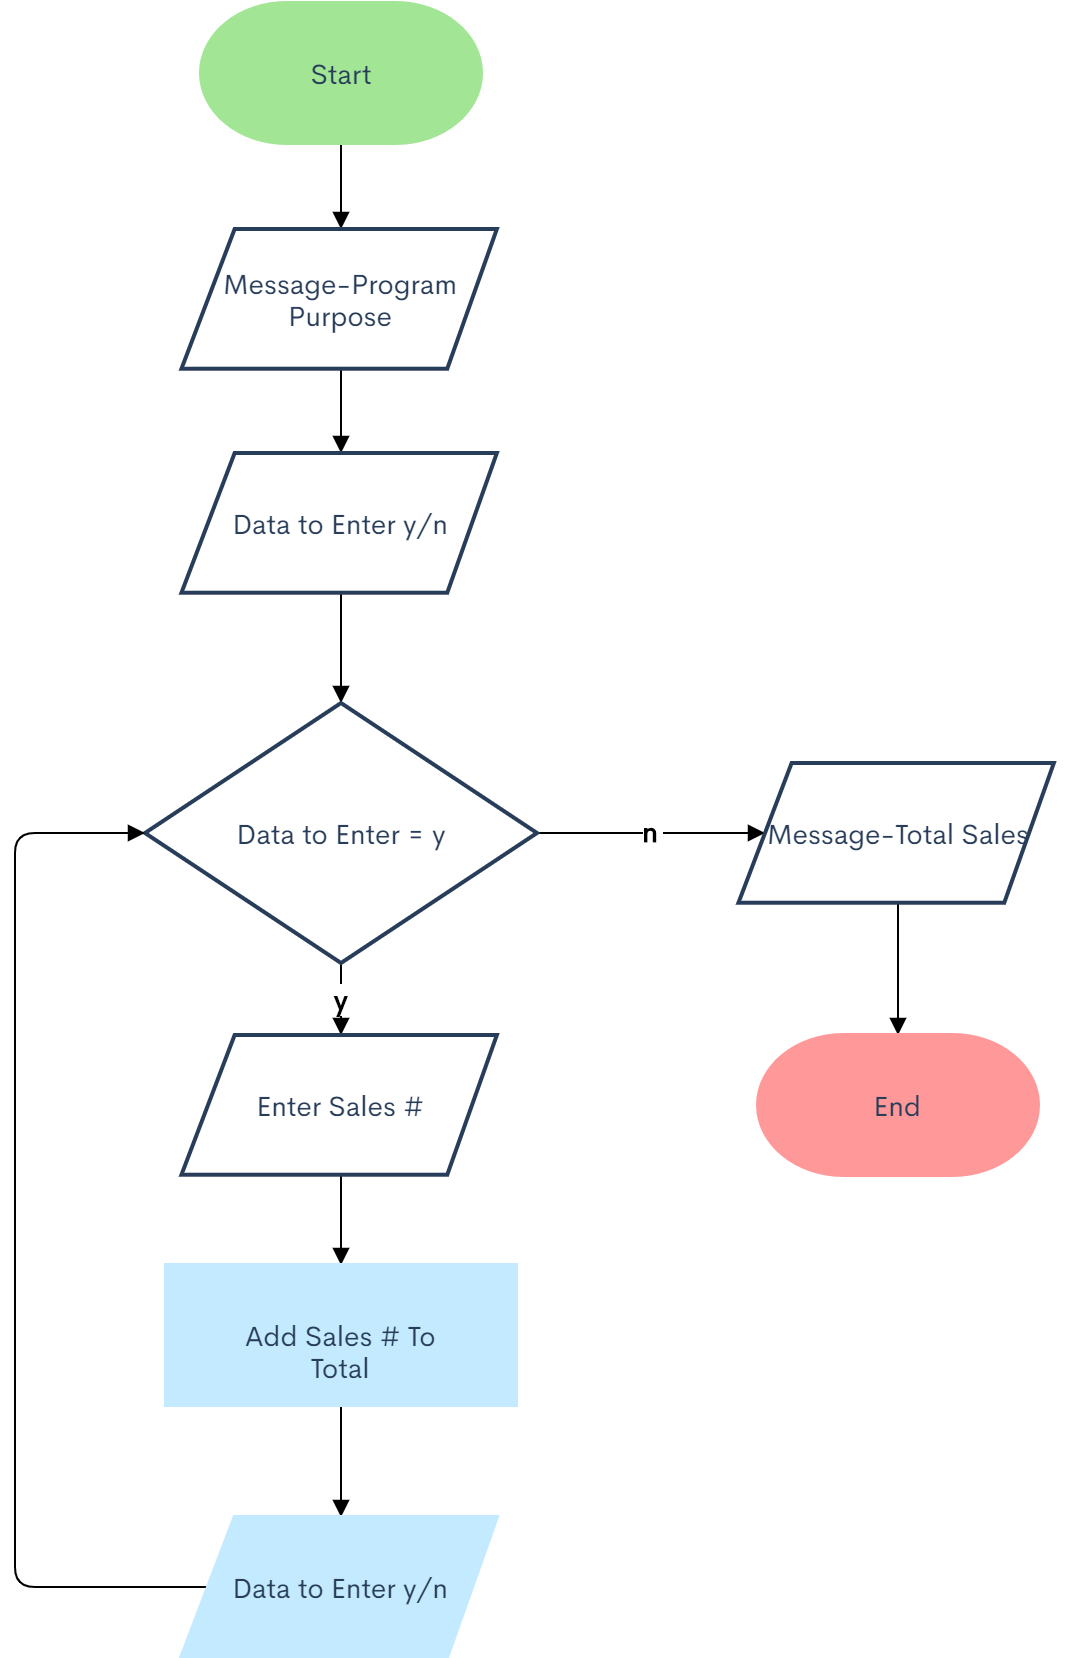 Start
Message-Program
Purpose
Data to Enter y/n
Data to Enter = y
n
Message-Total Sales
y
Enter Sales #
End
Add Sales # To
Total
Data to Enter y/n